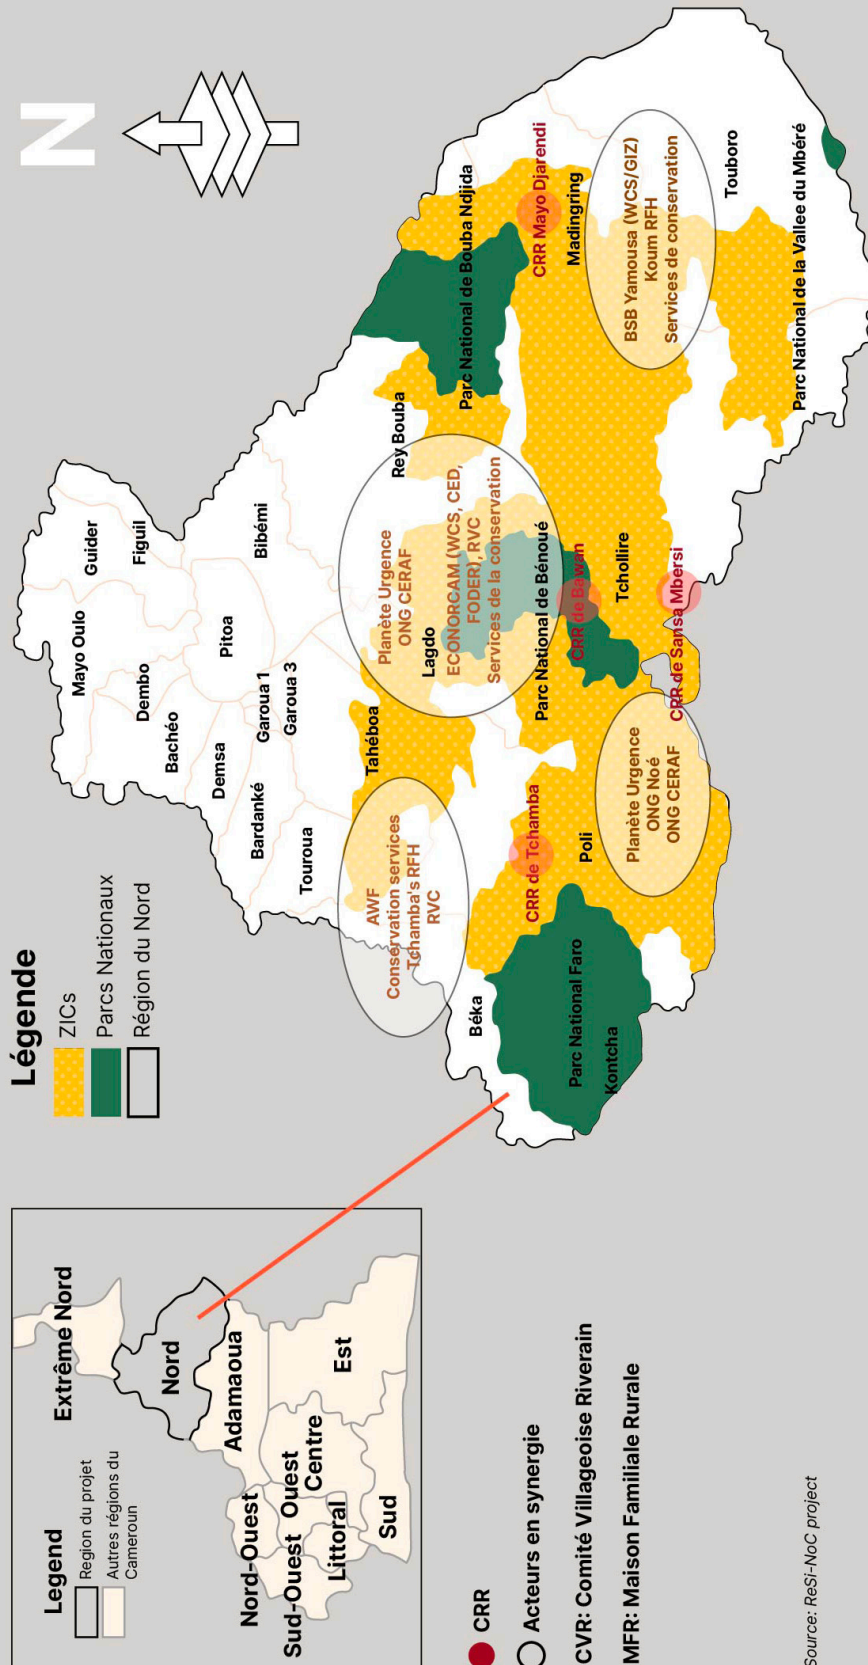 Extrême Nord
Nord
Adamaoua
Nord-Ouest
Sud-Ouest
Ouest
Centre
Littoral
Est
Sud
Legend
Region du projet
Autres régions du
Cameroun
Légende
ZICs
Parcs Nationaux
Région du Nord
N
Mayo Oulo
Guider
Figuil
Dembo
Bachéo
Pitoa
Bibémi
Demsa
Garoua 1
Garoua 3
Bardanké
Touroua
Tahéboa
Rey Bouba
Lagdo
Planète Urgence
ONG CERAF
ECONORCAM (WCS, CED,
FODER), RVC
Services de la conservation
AWF
Conservation services
Tchamba's RFH
RVC
Parc National de Bouba Ndjida
CRR Mayo Djarendi
Madingring
Béka
CRR de Tchamba
Parc National de Bénoué
CRR de Bawan
Tchollire
Poli
Parc National Faro
Kontcha
Planète Urgence
ONG Noé
ONG CERAF
CRR de Sansa Mbersi
BSB Yamousa (WCS/GIZ)
Koum RFH
Services de conservation
Touboro
Parc National de la Vallee du Mbéré
CRR
Acteurs en synergie
CVR: Comité Villageoise Riverain
MFR: Maison Familiale Rurale
Source: ReSi-NoC project